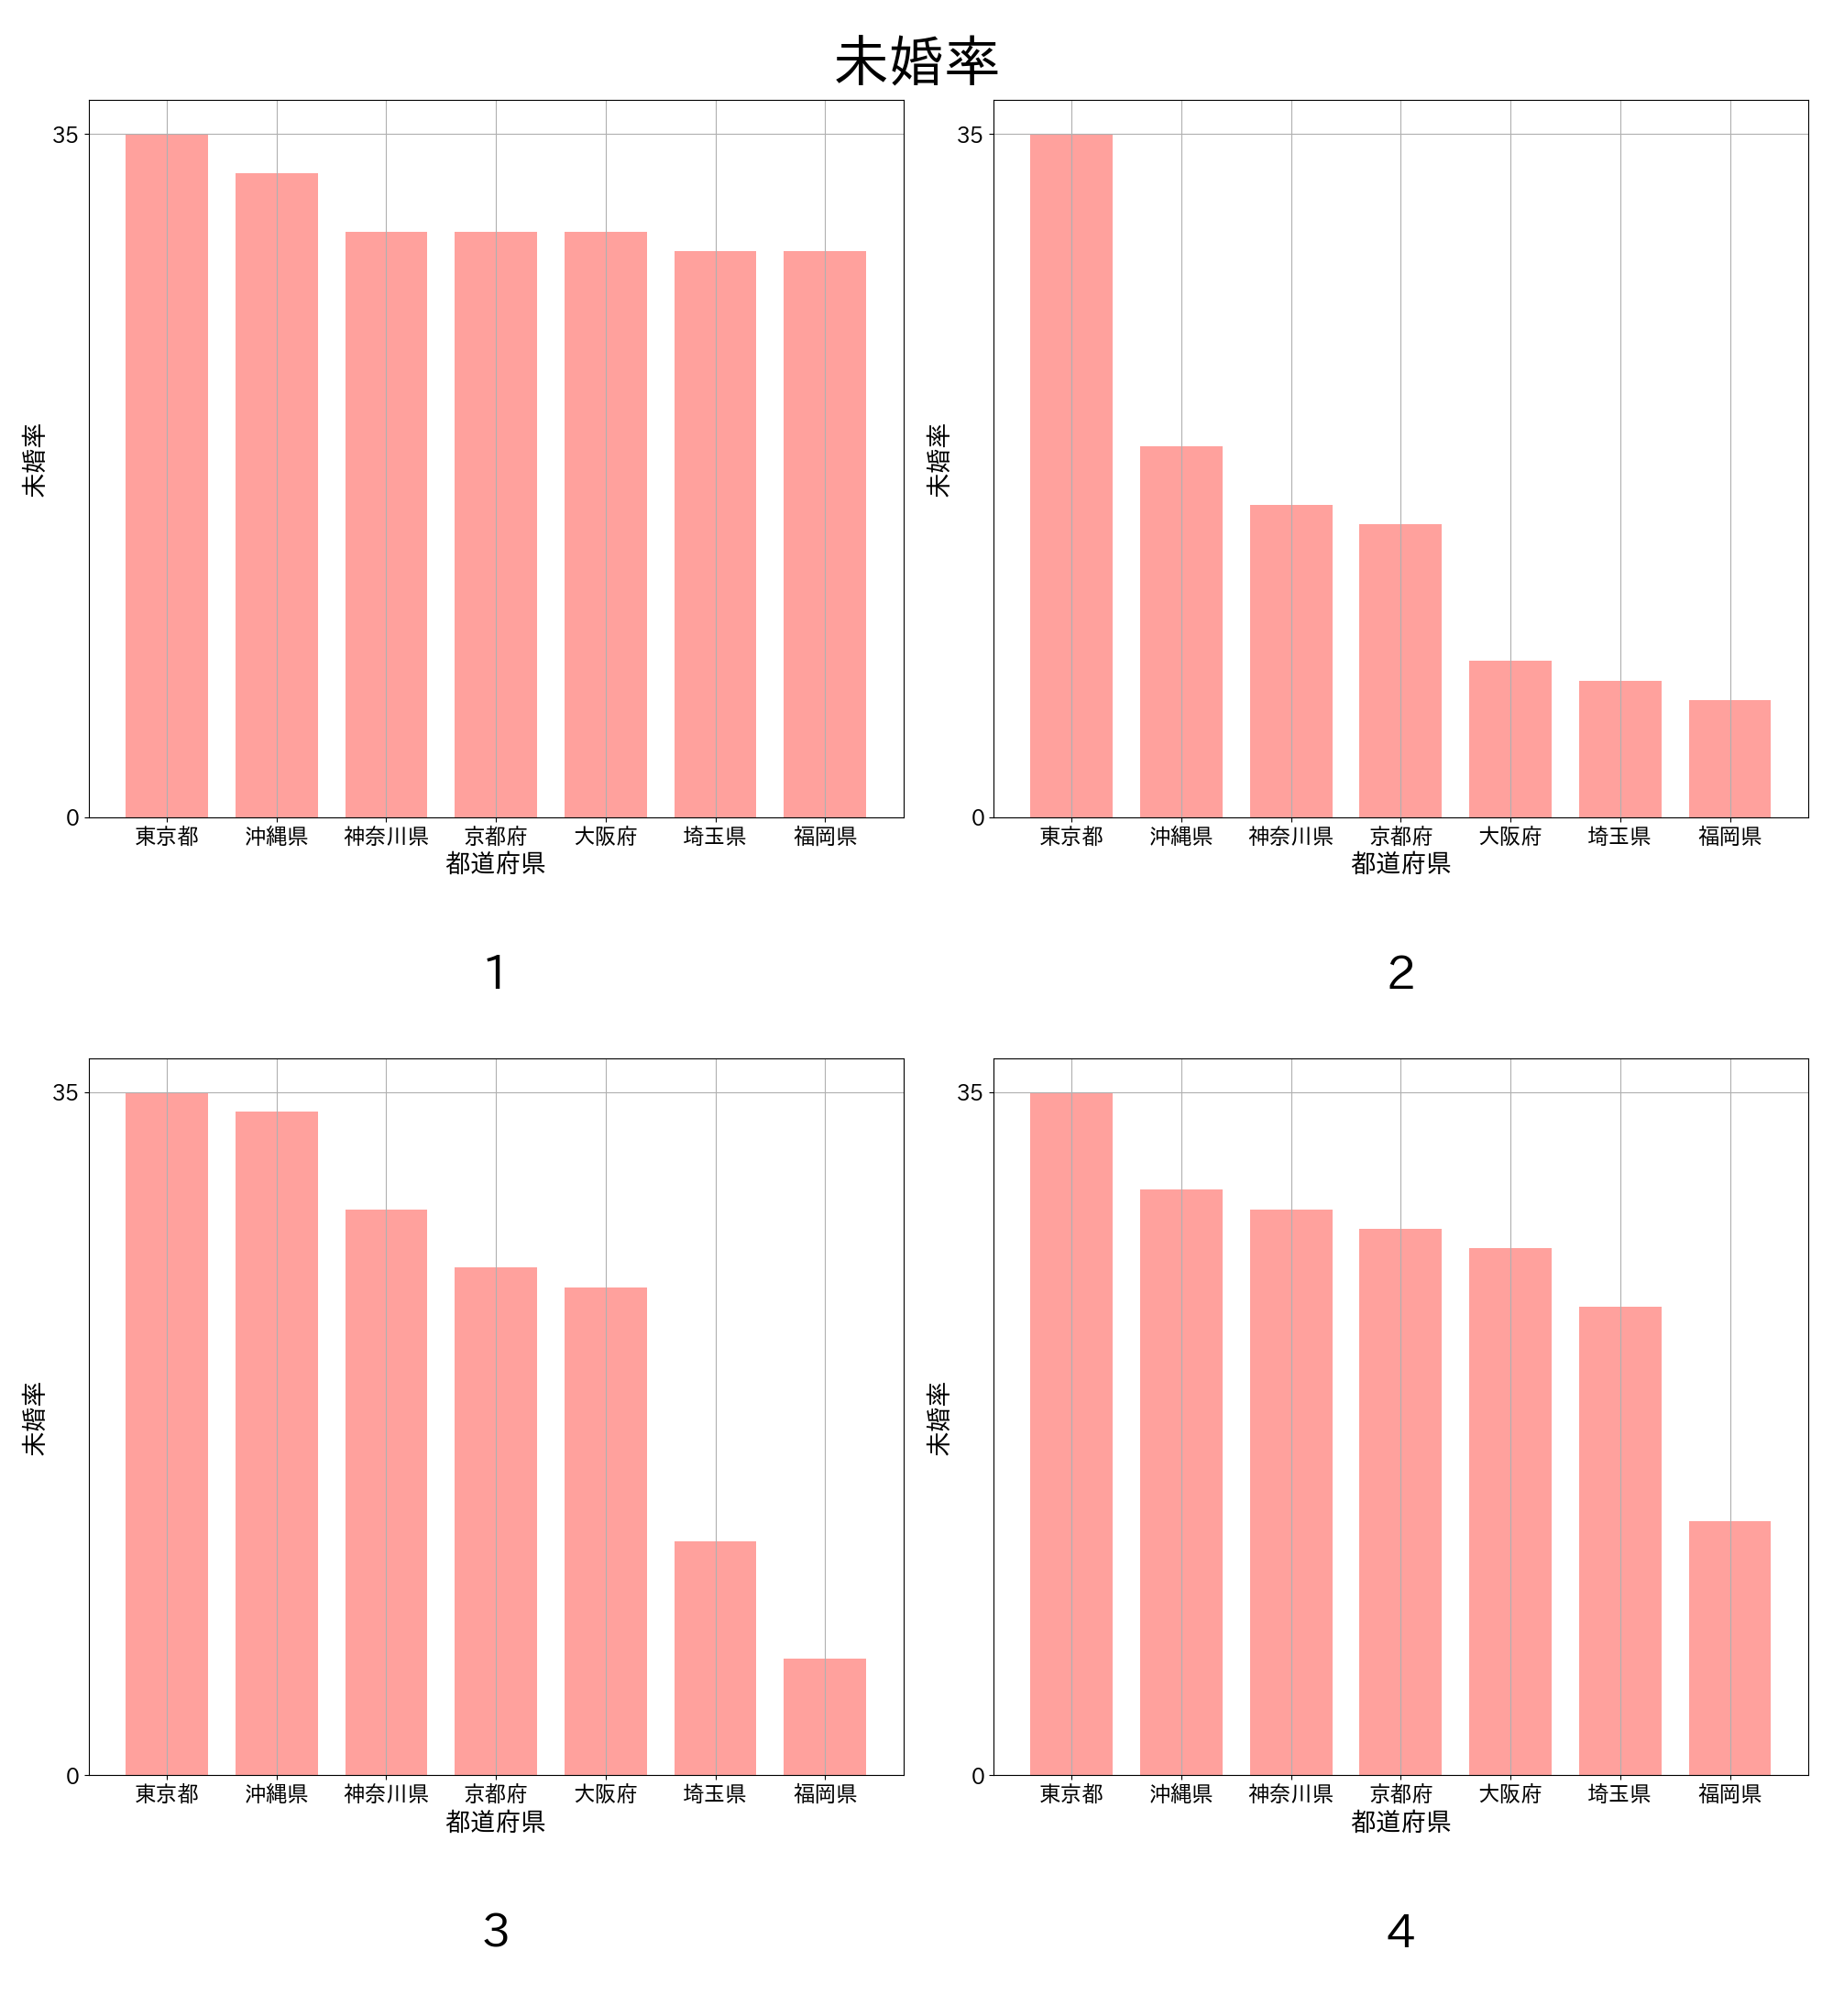 未婚率
35
0
未婚率
東京都 沖縄県 神奈川県 京都府 大阪府 埼玉県 福岡県
都道府県
1
35
0
未婚率
東京都 沖縄県 神奈川県 京都府 大阪府 埼玉県 福岡県
都道府県
2
35
0
未婚率
東京都 沖縄県 神奈川県 京都府 大阪府 埼玉県 福岡県
都道府県
3
35
0
未婚率
東京都 沖縄県 神奈川県 京都府 大阪府 埼玉県 福岡県
都道府県
4